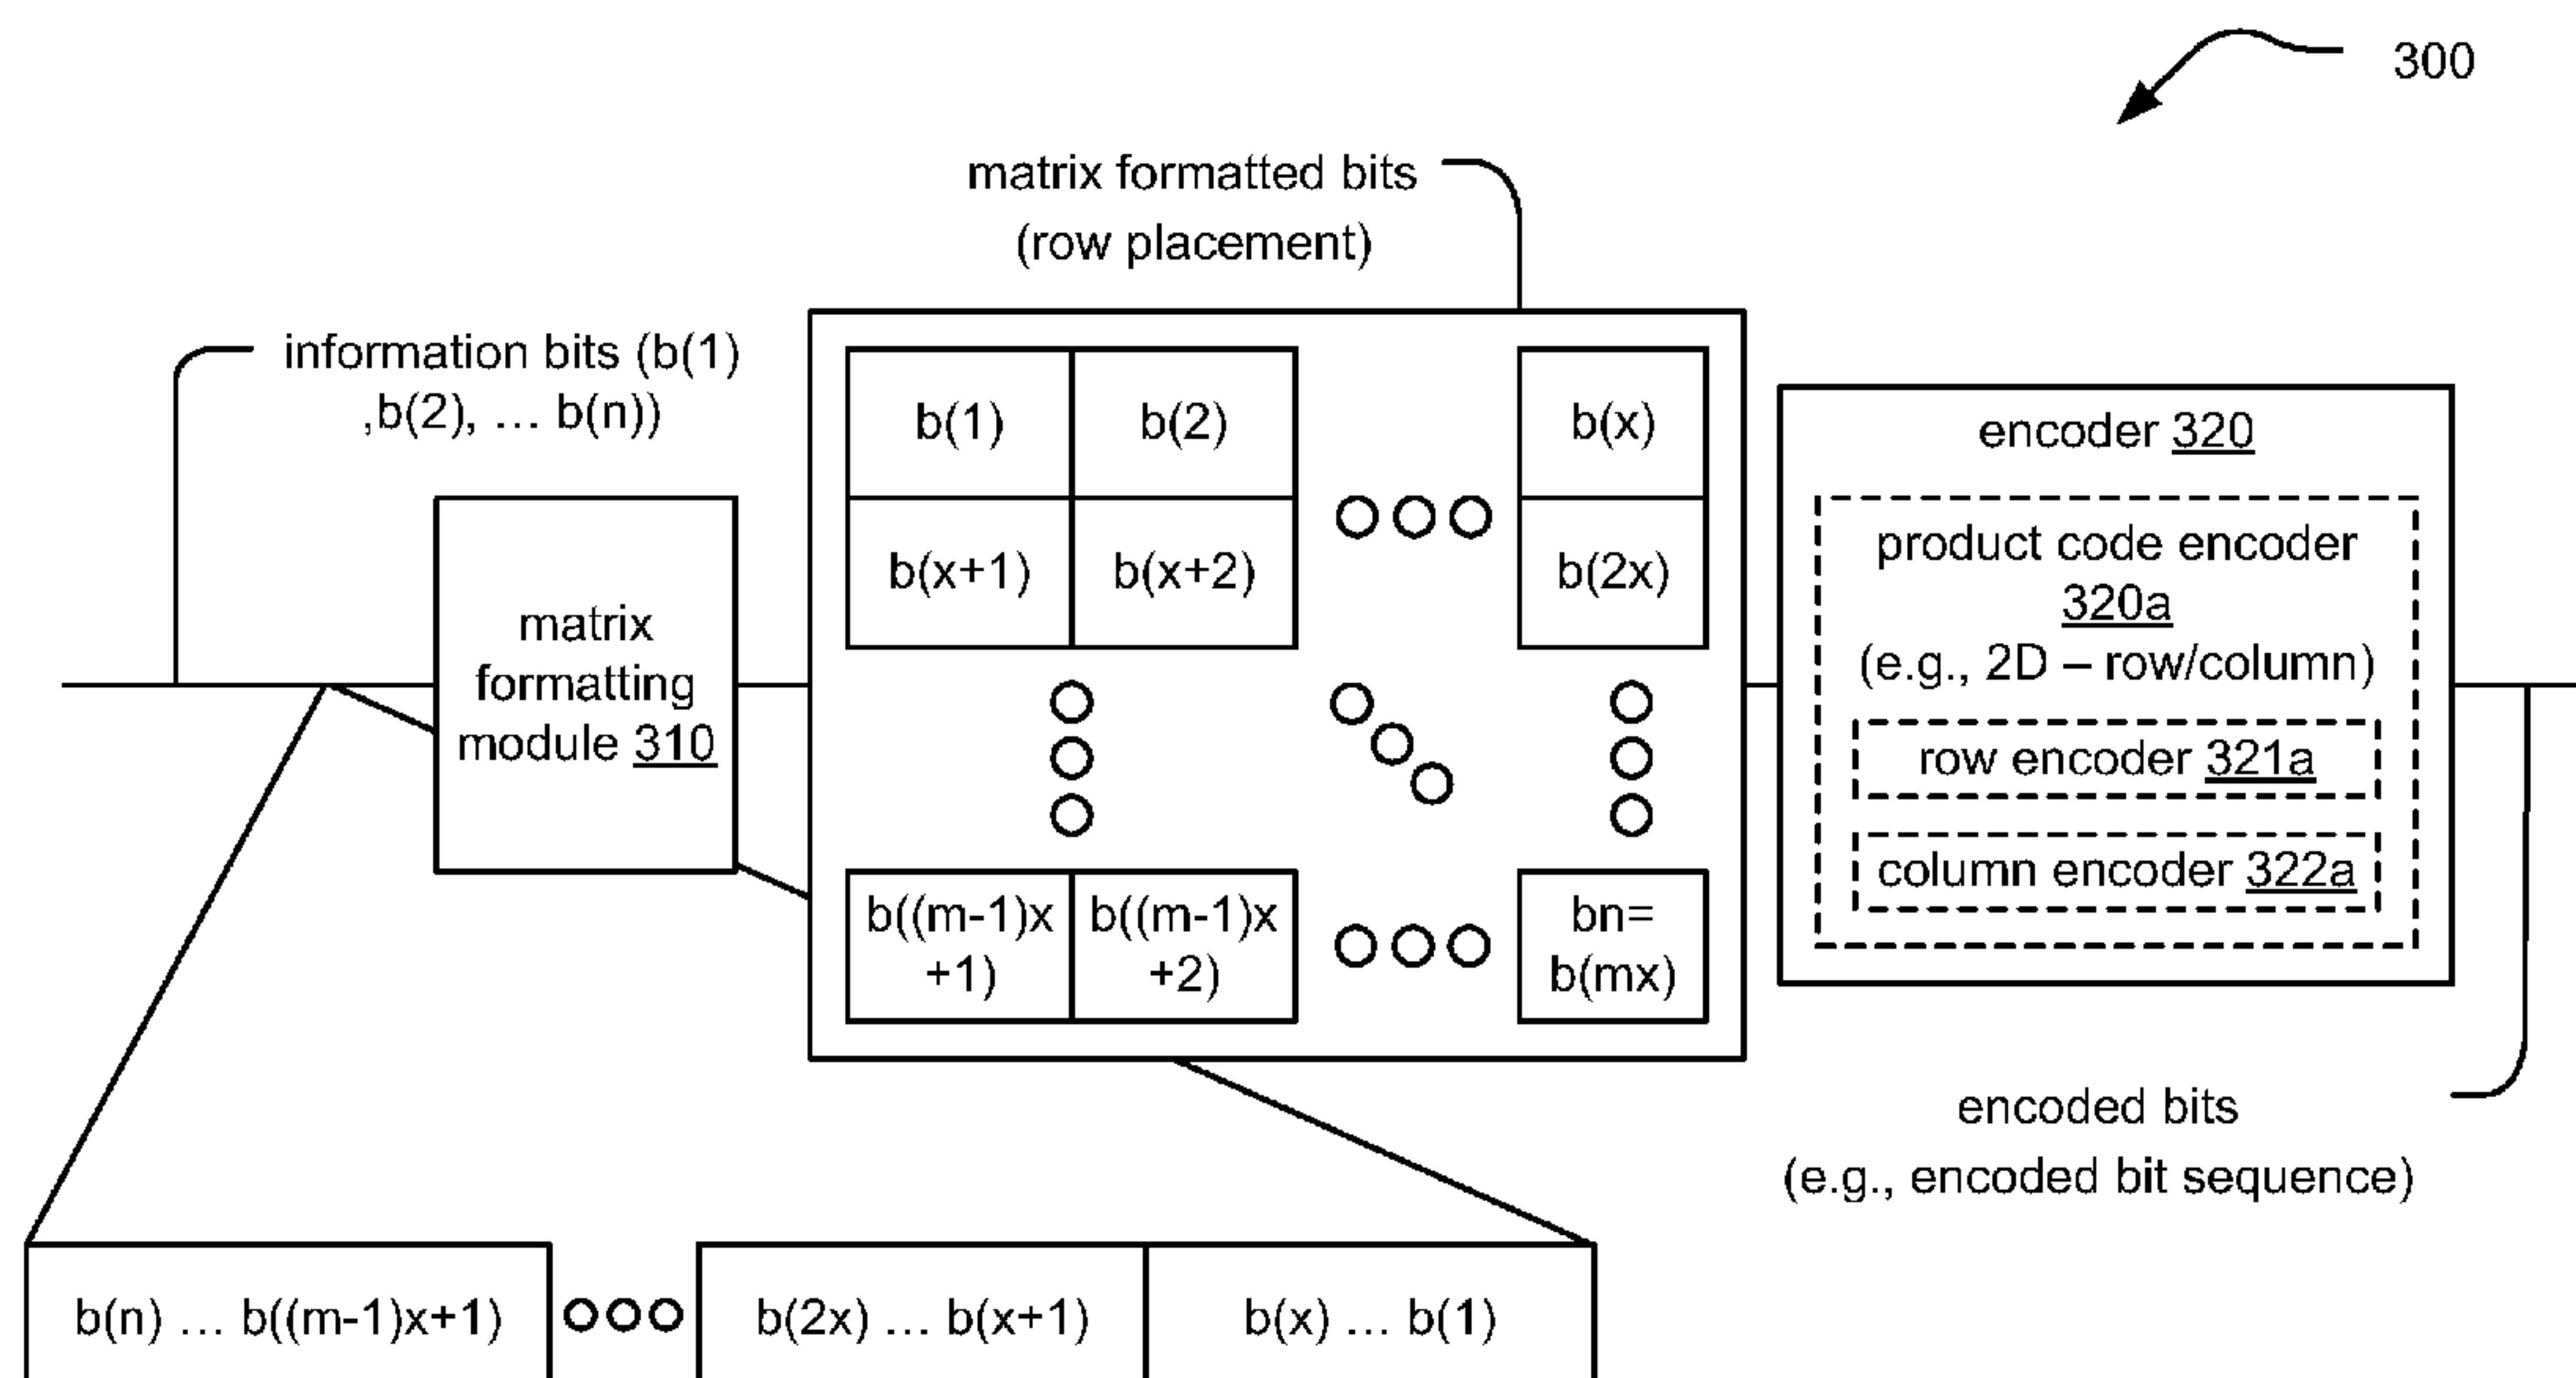 300
matrix formatted bits
(row placement)
information bits (b(1)
,b(2), ... b(n))
matrix
formatting
module 310
b(1)
b(2)
b(x)
b(x+1)
b(x+2)
b(2x)
b((m-1)x
+1)
b((m-1)x
+2)
bn=
b(mx)
encoder 320
product code encoder
320a
(e.g., 2D – row/column)
row encoder 321a
column encoder 322a
encoded bits
(e.g., encoded bit sequence)
b(n) ... b((m-1)x+1)
b(2x) ... b(x+1)
b(x) ... b(1)